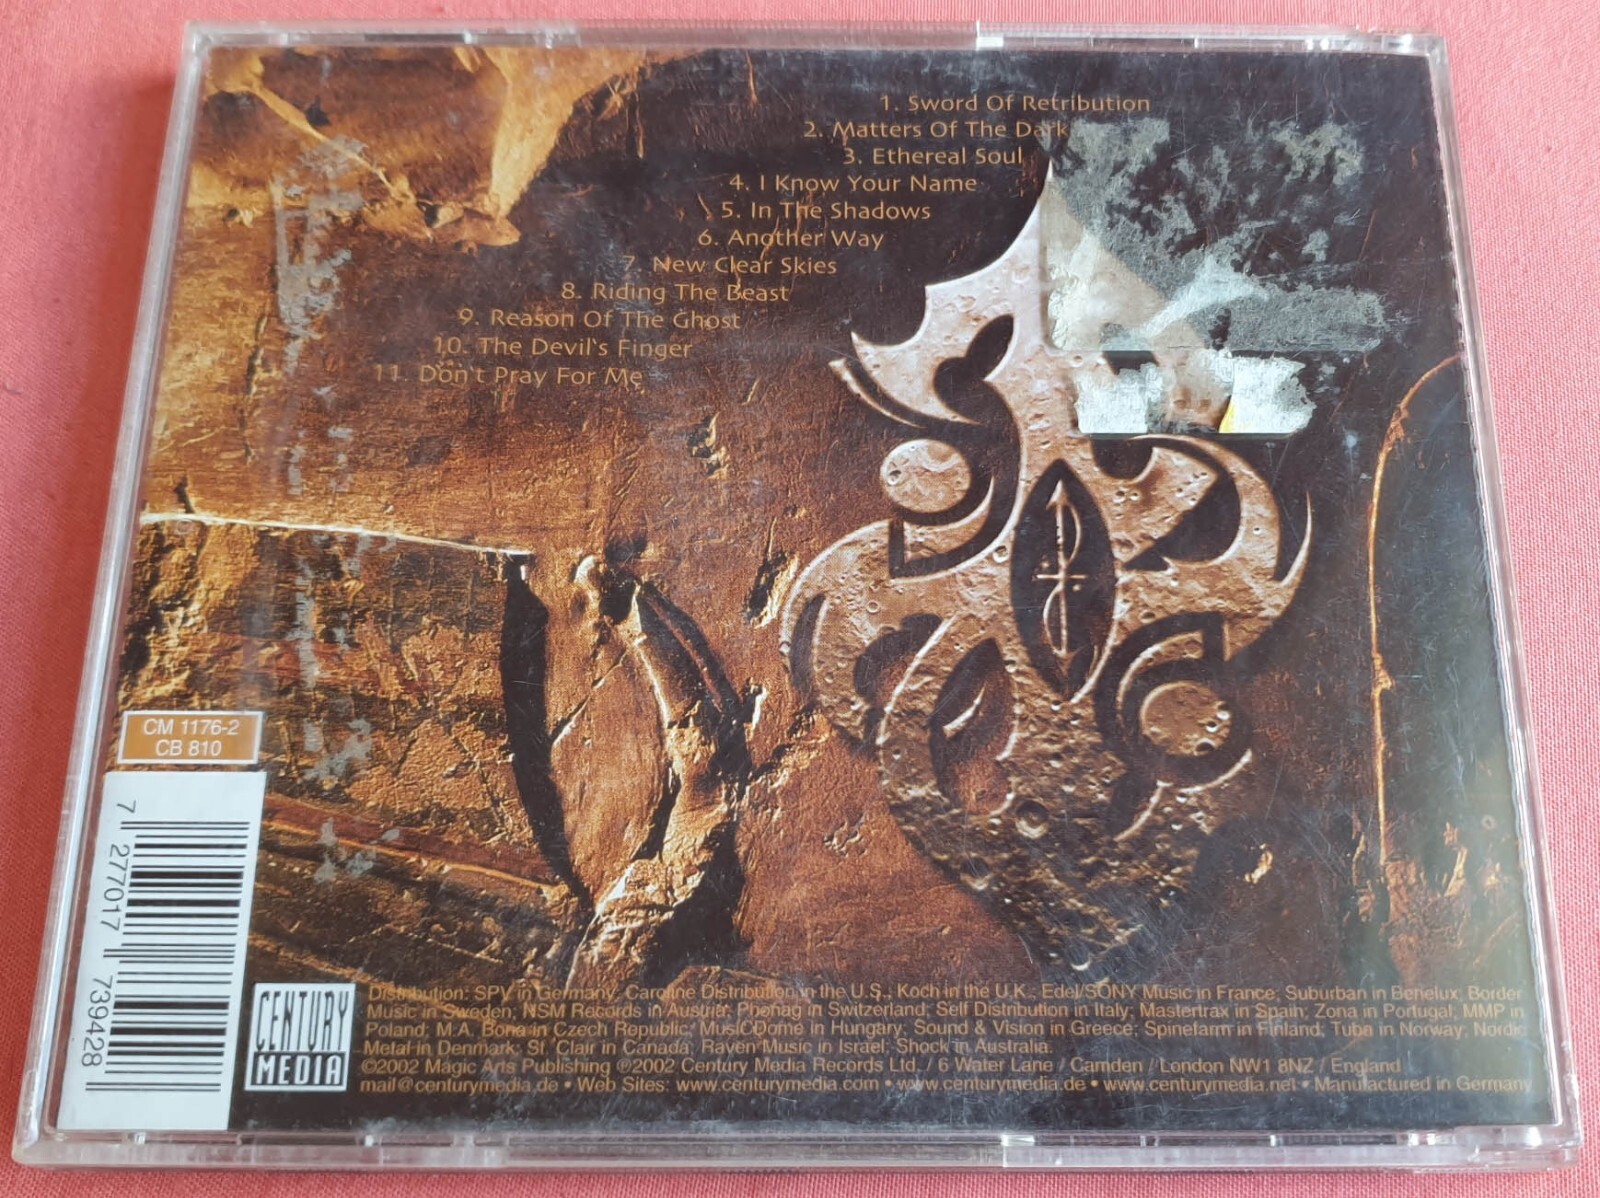 1. Sword Of Retribution
2. Matters Of The Dark
3. Ethereal Soul
4. I Know Your Name
5. In The Shadows
6. Another Way
7. New Clear Skies
8. Riding The Beast
9. Reason Of The Ghost
10. The Devil's Finger
11. Don't Pray For Me
CM 1176-2
CB 810
7 277017 739428
CENTURY
MEDIA
Distribution: SPV in Germany; Caroline Distribution in the U.S.; Koch in the U.K.; Edel/SONY Music in France; Suburban in Benelux; Border
Music in Sweden; NSM Records in Austria; Phonag in Switzerland; Self Distribution in Italy; Mastertrax in Spain; Zona in Portugal; MMP in
Poland; M.A. Bona in Czech Republic; MusicDome in Hungary; Sound & Vision in Greece; Spinefarm in Finland; Tuba in Norway; Nordic
Metal in Denmark; St. Clair in Canada; Raven Music in Israel; Shock in Australia.
©2002 Magic Arts Publishing ℗2002 Century Media Records Ltd. / 6 Water Lane / Camden / London NW1 8NZ / England
mail@centurymedia.de • Web Sites: www.centurymedia.com • www.centurymedia.de • www.centurymedia.net • Manufactured in Germany